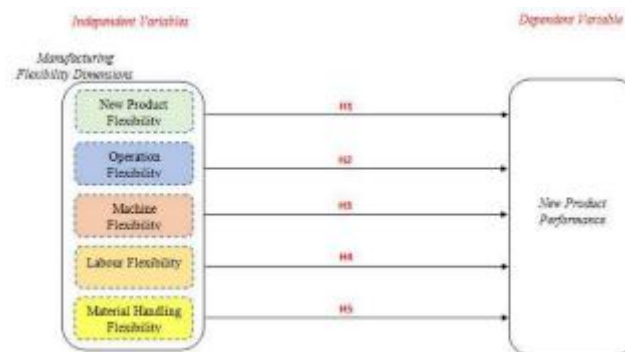 Independent Variables
Dependent Variable
Manufacturing
Flexibility Dimensions
New Product
Flexibility
H1
Operation
Flexibility
H2
Machine
Flexibility
H3
New Product
Performance
Labour Flexibility
H4
Material Handling
Flexibility
H5